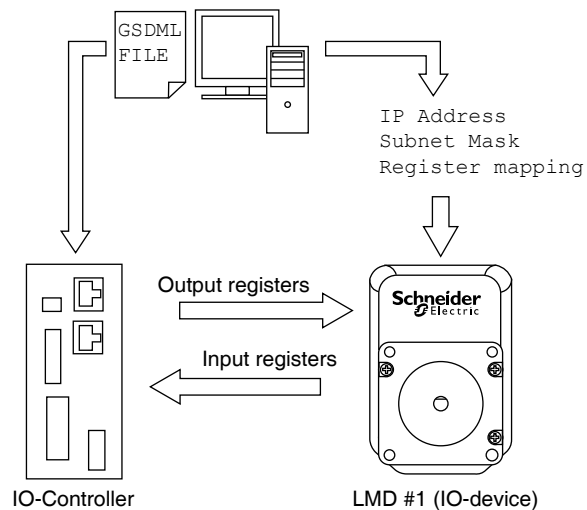 GSDML
FILE
IP Address
Subnet Mask
Register mapping
Output registers
Schneider
Electric
Input registers
IO-Controller
LMD #1 (IO-device)